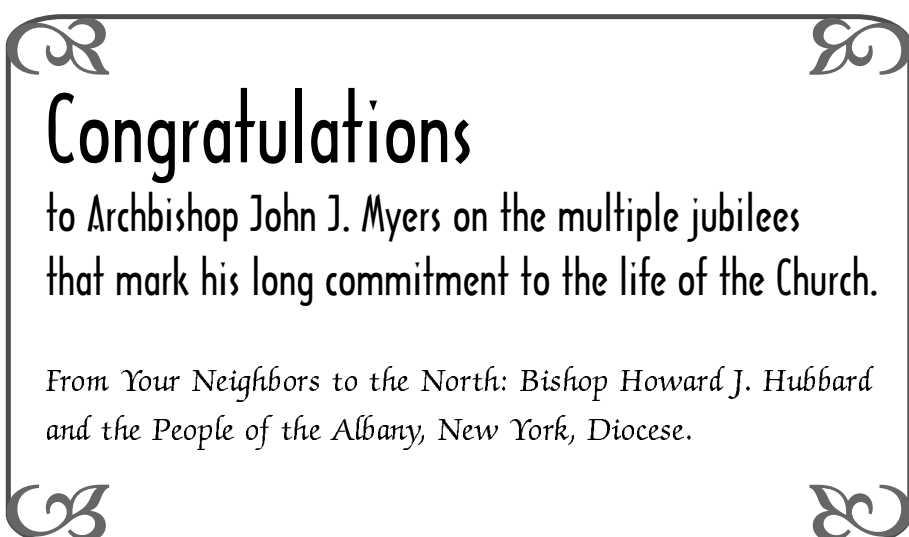 Congratulations
to Archbishop John J. Myers on the multiple jubilees
that mark his long commitment to the life of the Church.
From Your Neighbors to the North: Bishop Howard J. Hubbard
and the People of the Albany, New York, Diocese.